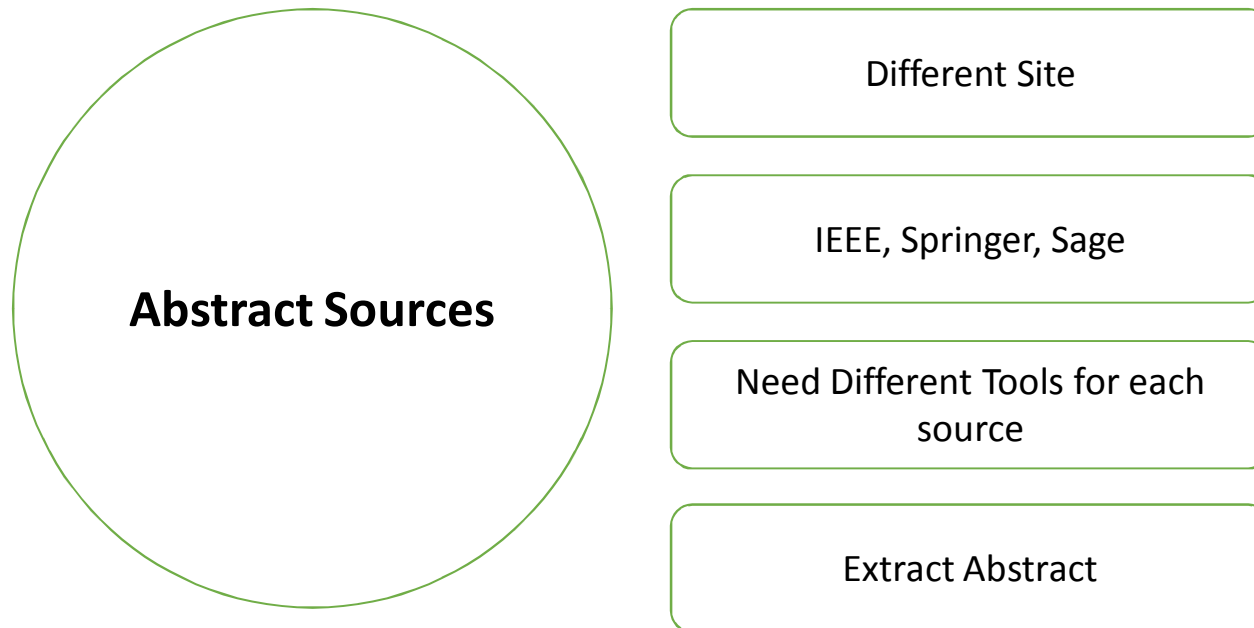 Abstract Sources
Different Site
IEEE, Springer, Sage
Need Different Tools for each
source
Extract Abstract